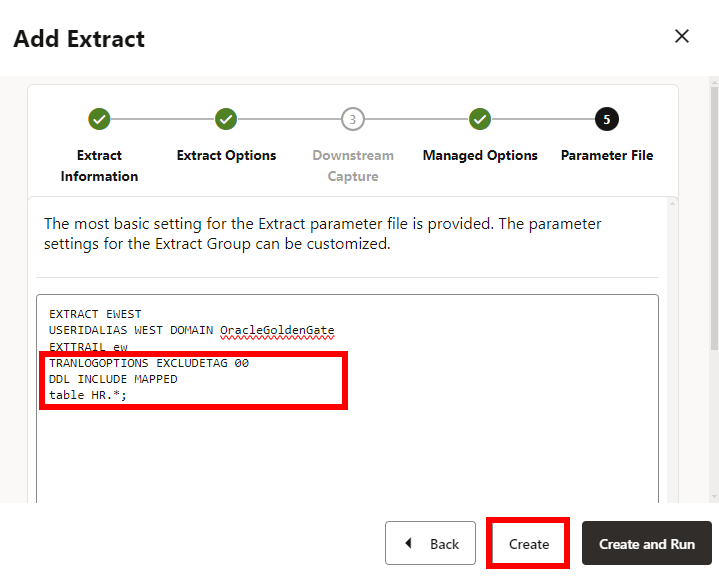 Add Extract
3
5
Extract Information
Extract Options
Downstream Capture
Managed Options
Parameter File
The most basic setting for the Extract parameter file is provided. The parameter
settings for the Extract Group can be customized.
EXTRACT EWEST
USERIDALIAS WEST DOMAIN OracleGoldenGate
EXTTRAIL ew
TRANLOGOPTIONS EXCLUDETAG 00
DDL INCLUDE MAPPED
table HR.*;
Back
Create
Create and Run